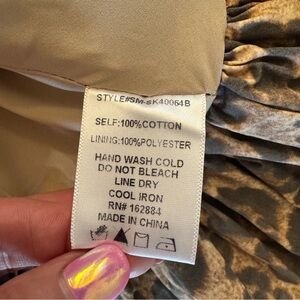 STYLE#SM-SK40064B
SELF:100%COTTON
LINING:100%POLYESTER
HAND WASH COLD
DO NOT BLEACH
LINE DRY
COOL IRON
RN# 162884
MADE IN CHINA